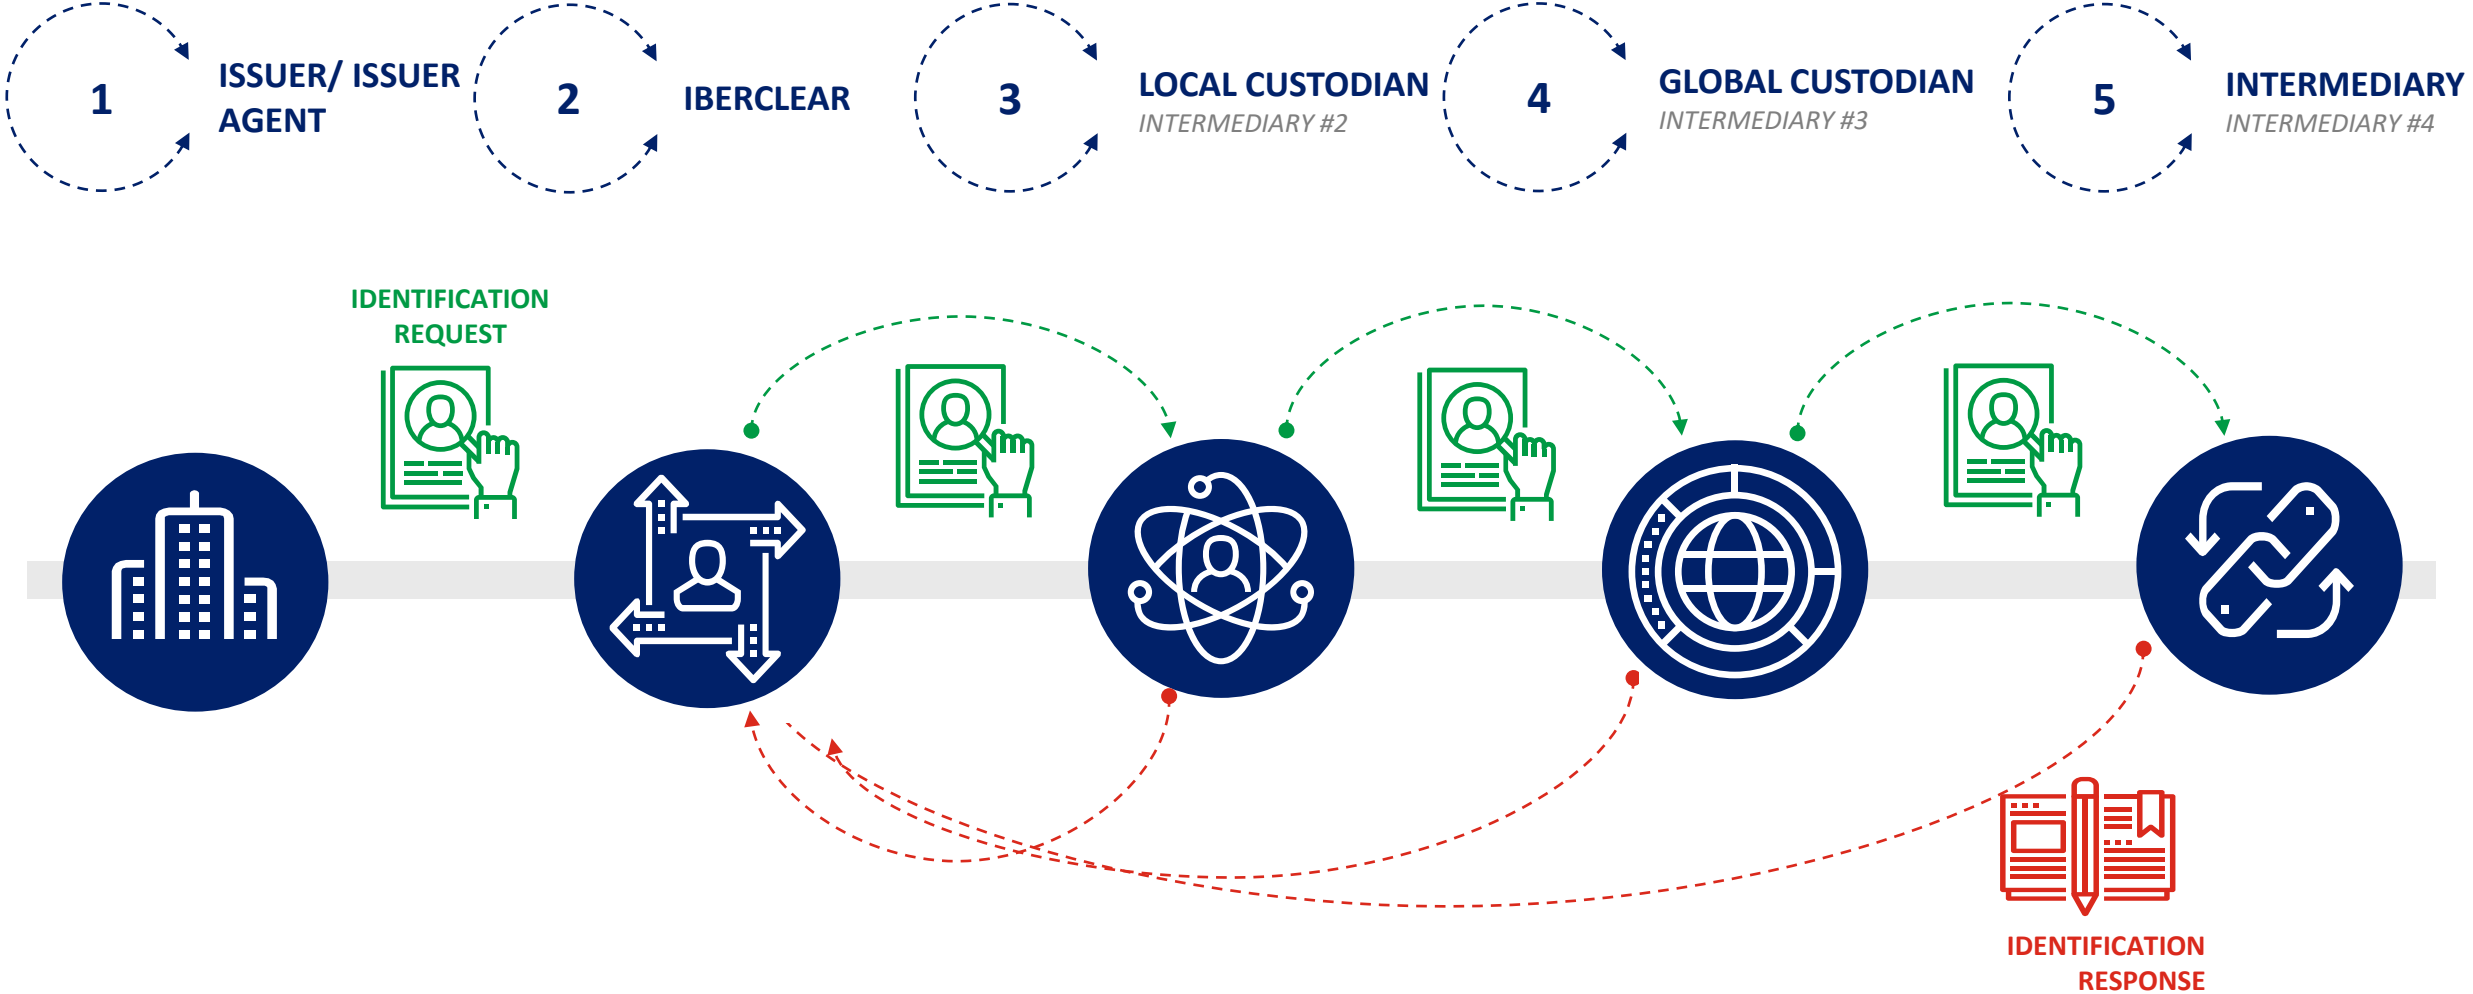 1
ISSUER/ ISSUER
AGENT
2
IBERCLEAR
3
LOCAL CUSTODIAN
INTERMEDIARY #2
4
GLOBAL CUSTODIAN
INTERMEDIARY #3
5
INTERMEDIARY
INTERMEDIARY #4
IDENTIFICATION
REQUEST
IDENTIFICATION
RESPONSE